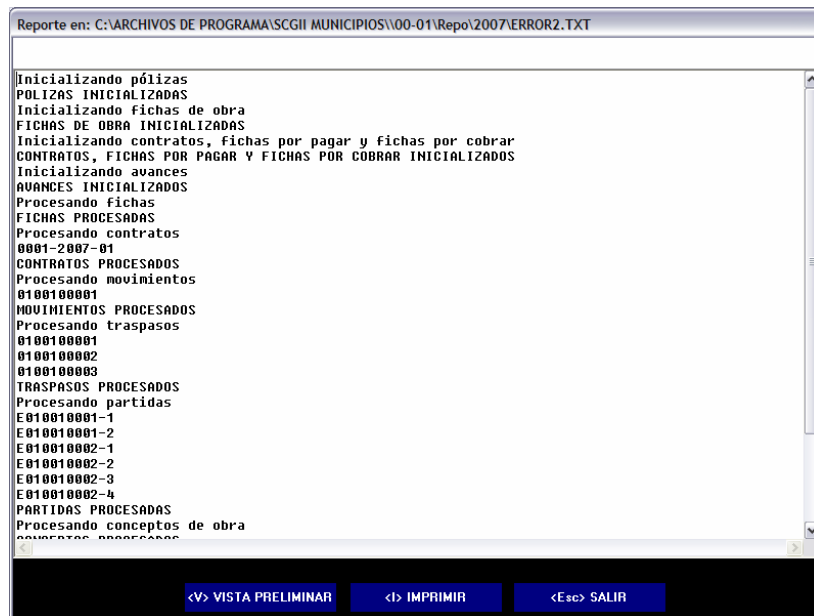 Reporte en: C:\ARCHIVOS DE PROGRAMA\SCGII MUNICIPIOS\\00-01\Repo\2007\ERROR2.TXT
Inicializando pólizas
POLIZAS INICIALIZADAS
Inicializando fichas de obra
FICHAS DE OBRA INICIALIZADAS
Inicializando contratos, fichas por pagar y fichas por cobrar
CONTRATOS, FICHAS POR PAGAR Y FICHAS POR COBRAR INICIALIZADOS
Inicializando avances
AVANCES INICIALIZADOS
Procesando fichas
FICHAS PROCESADAS
Procesando contratos
0001-2007-01
CONTRATOS PROCESADOS
Procesando movimientos
0100100001
MOVIMIENTOS PROCESADOS
Procesando traspasos
0100100001
0100100002
0100100003
TRASPASOS PROCESADOS
Procesando partidas
E010010001-1
E010010001-2
E010010002-1
E010010002-2
E010010002-3
E010010002-4
PARTIDAS PROCESADAS
Procesando conceptos de obra
CONCEPTOS PROCESADOS
<V> VISTA PRELIMINAR <I> IMPRIMIR <Esc> SALIR